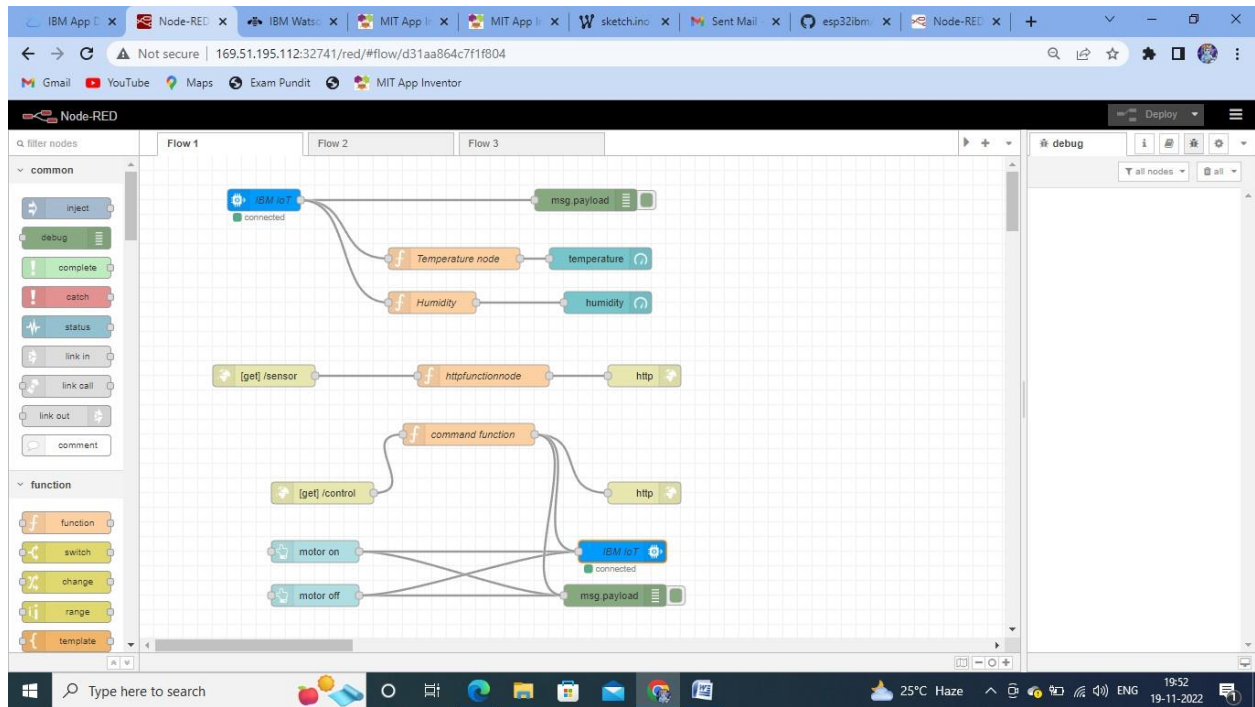 IBM App D
Node-RED
IBM Watso
MIT App In
MIT App In
sketch.ino
Sent Mail -
esp32ibm/
Node-RED
Not secure | 169.51.195.112:32741/red/#flow/d31aa864c7f1f804
Gmail YouTube Maps Exam Pundit MIT App Inventor
Node-RED
Deploy
filter nodes
Flow 1
Flow 2
Flow 3
debug
i
all nodes
all
common
inject
debug
complete
catch
status
link in
link call
link out
comment
function
function
switch
change
range
template
IBM IoT
connected
msg.payload
Temperature node
temperature
Humidity
humidity
[get] /sensor
httpfunctionnode
http
command function
[get] /control
http
motor on
IBM IoT
connected
motor off
msg.payload
Type here to search
25°C Haze
ENG
19:52
19-11-2022
1